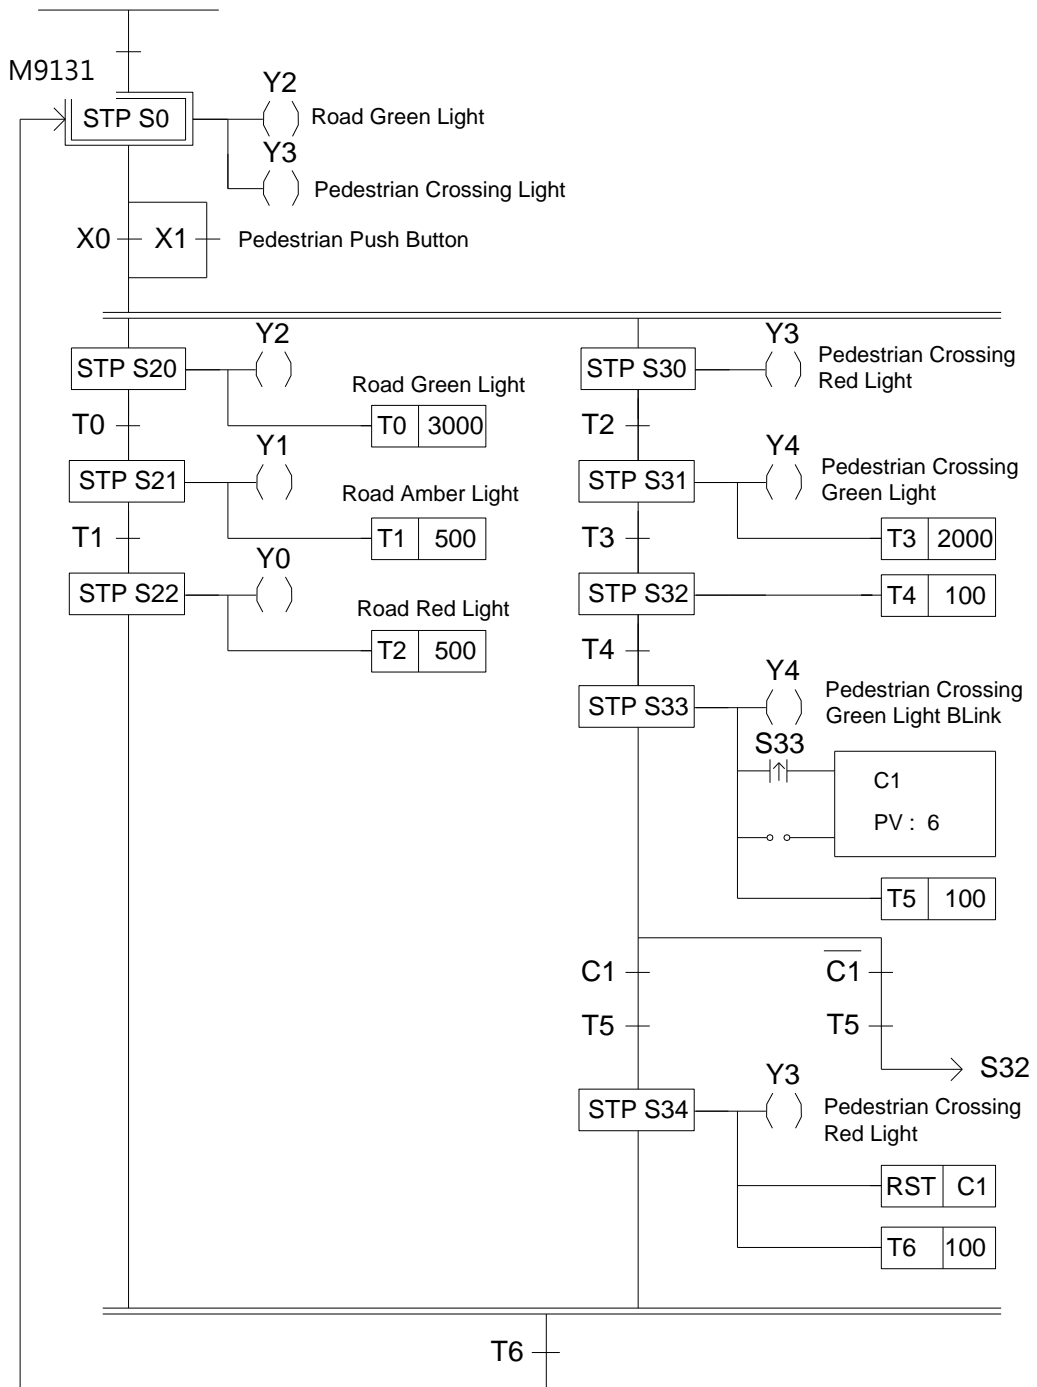 M9131
STP S0
Y2
Road Green Light
Y3
Pedestrian Crossing Light
X0
X1
Pedestrian Push Button
STP S20
Y2
Road Green Light
T0 3000
T0
STP S21
Y1
Road Amber Light
T1 500
T1
STP S22
Y0
Road Red Light
T2 500
STP S30
Y3
Pedestrian Crossing
Red Light
T2
STP S31
Y4
Pedestrian Crossing
Green Light
T3 2000
T3
STP S32
T4 100
T4
STP S33
Y4
Pedestrian Crossing
Green Light BLink
S33
C1
PV : 6
T5 100
C1
T5
C̅1̅
T5
S32
STP S34
Y3
Pedestrian Crossing
Red Light
RST C1
T6 100
T6